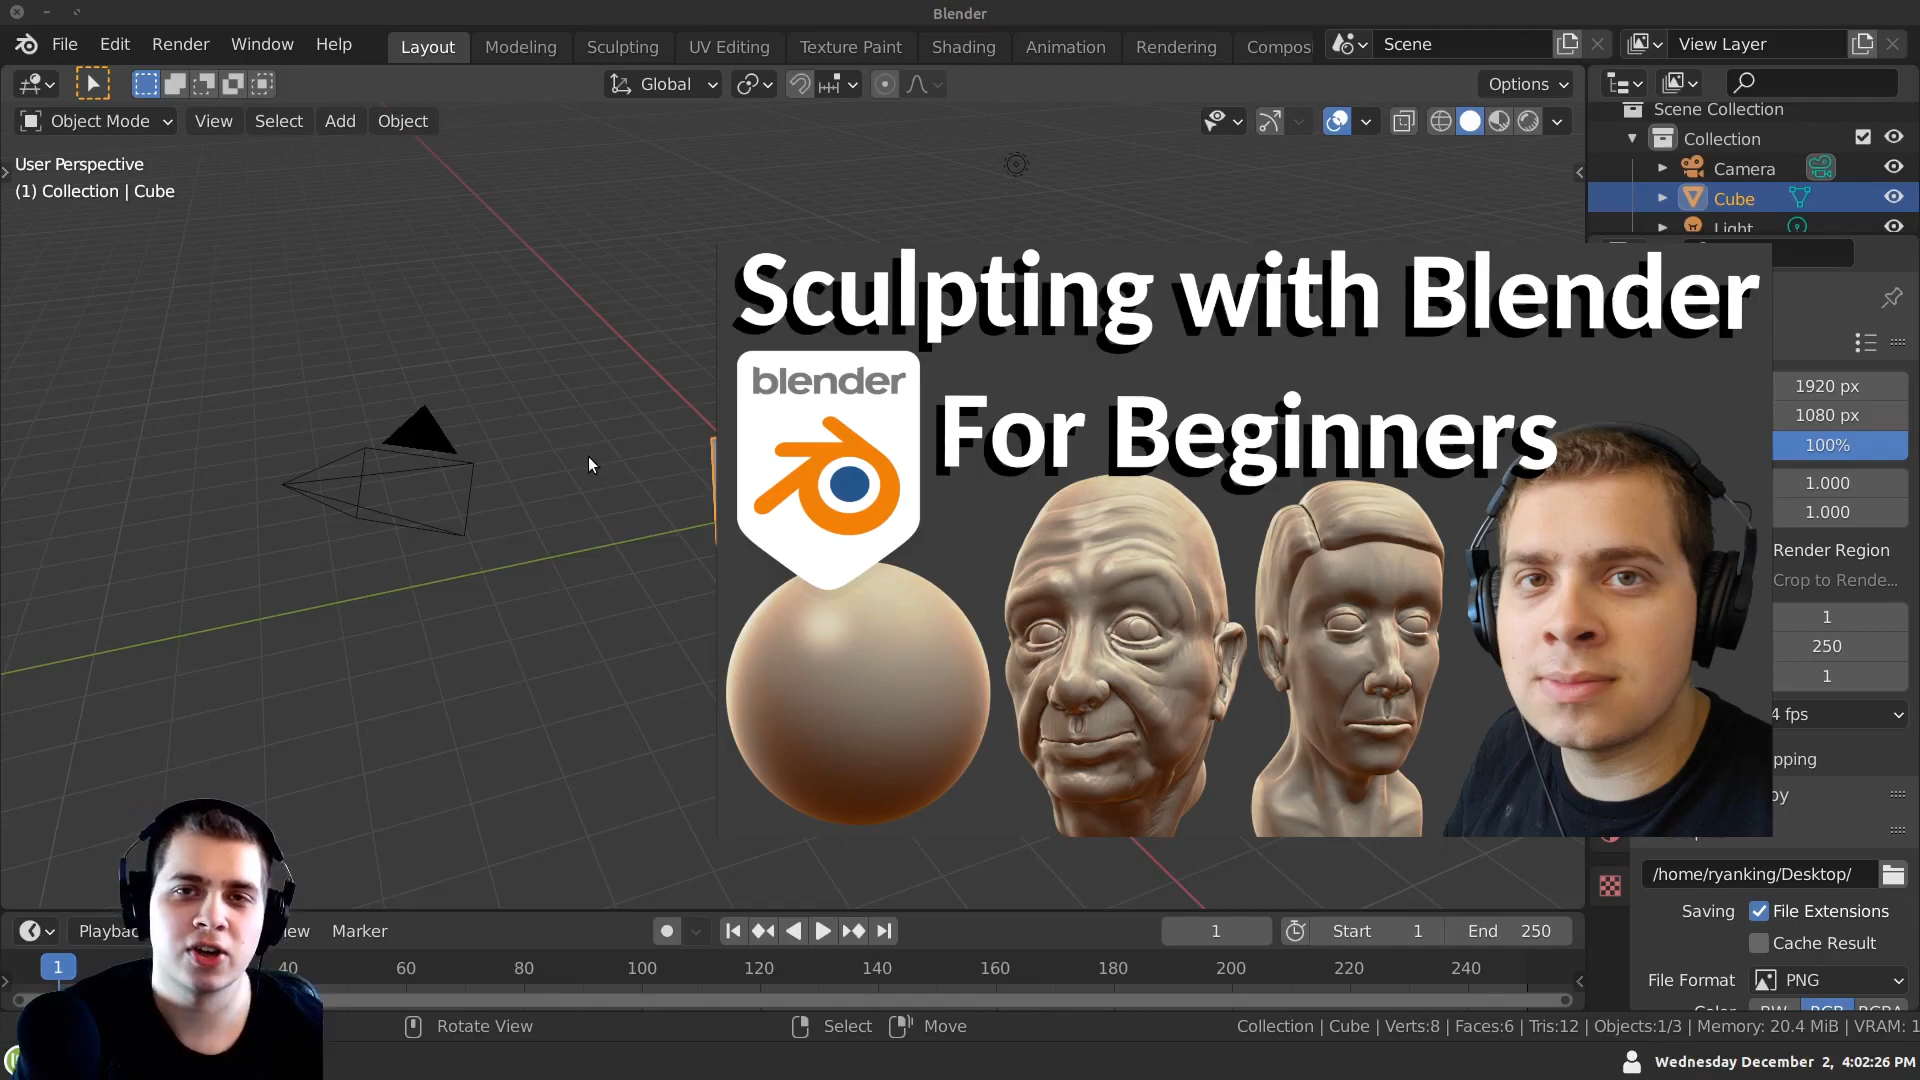 Blender
File Edit Render Window Help
Layout Modeling Sculpting UV Editing Texture Paint Shading Animation Rendering
Scene
View Layer
Global
Options
Object Mode View Select Add Object
User Perspective
(1) Collection | Cube
Scene Collection
Collection
Camera
Cube
Light
Sculpting with Blender
For Beginners
blender
1920 px
1080 px
100%
1.000
1.000
Render Region
Crop to Rende...
1
250
1
4 fps
/home/ryanking/Desktop/
Saving File Extensions
Cache Result
File Format PNG
Marker
1 Start 1 End 250
1 40 60 80 100 120 140 160 180 200 220 240
Rotate View Select Move
Collection | Cube | Verts:8 | Faces:6 | Tris:12 | Objects:1/3 | Memory: 20.4 MiB | VRAM: 1
Wednesday December 2, 4:02:26 PM